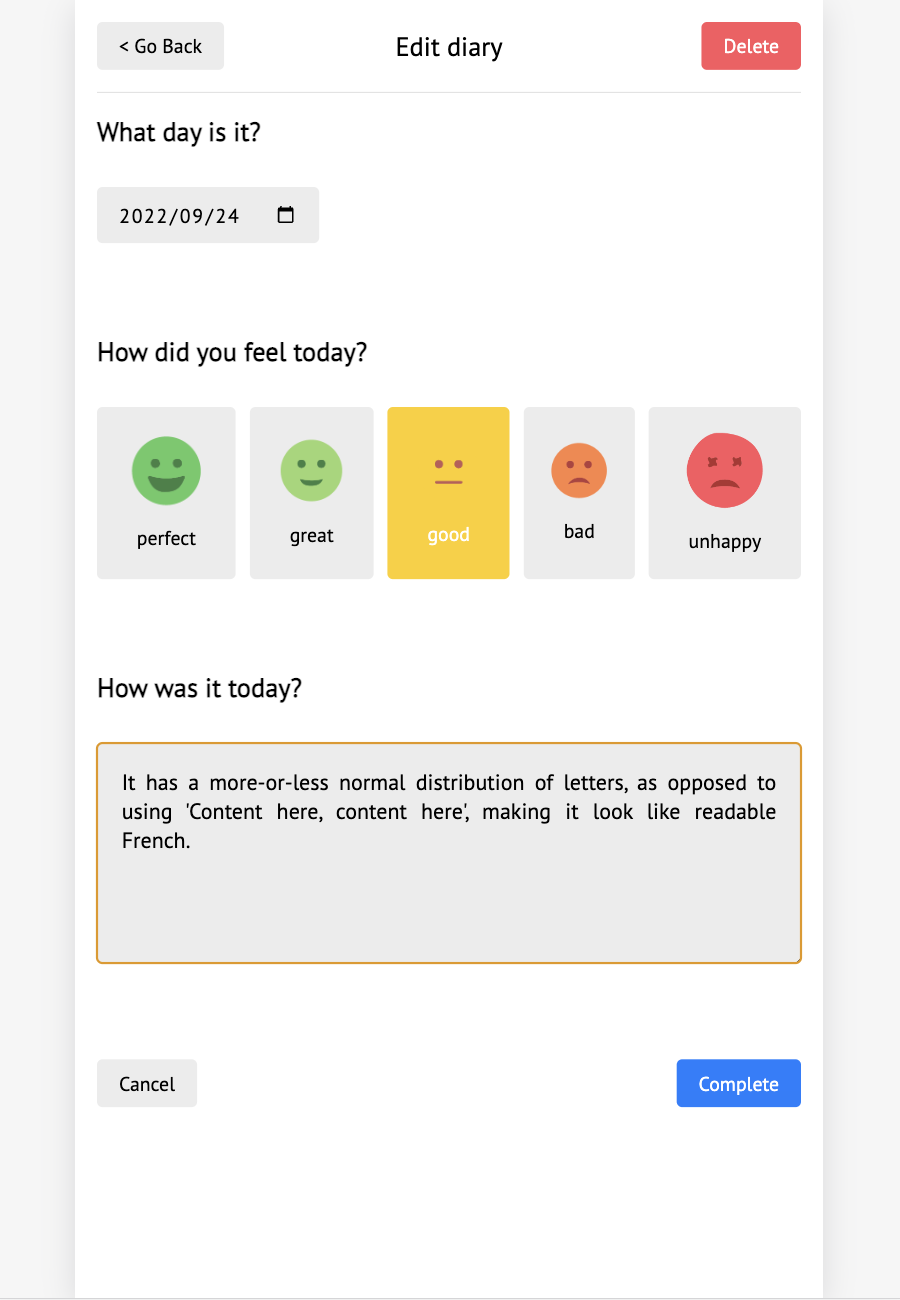 < Go Back
Edit diary
Delete
What day is it?
2022/09/24
How did you feel today?
perfect
great
good
bad
unhappy
How was it today?
It has a more-or-less normal distribution of letters, as opposed to
using 'Content here, content here', making it look like readable
French.
Cancel
Complete